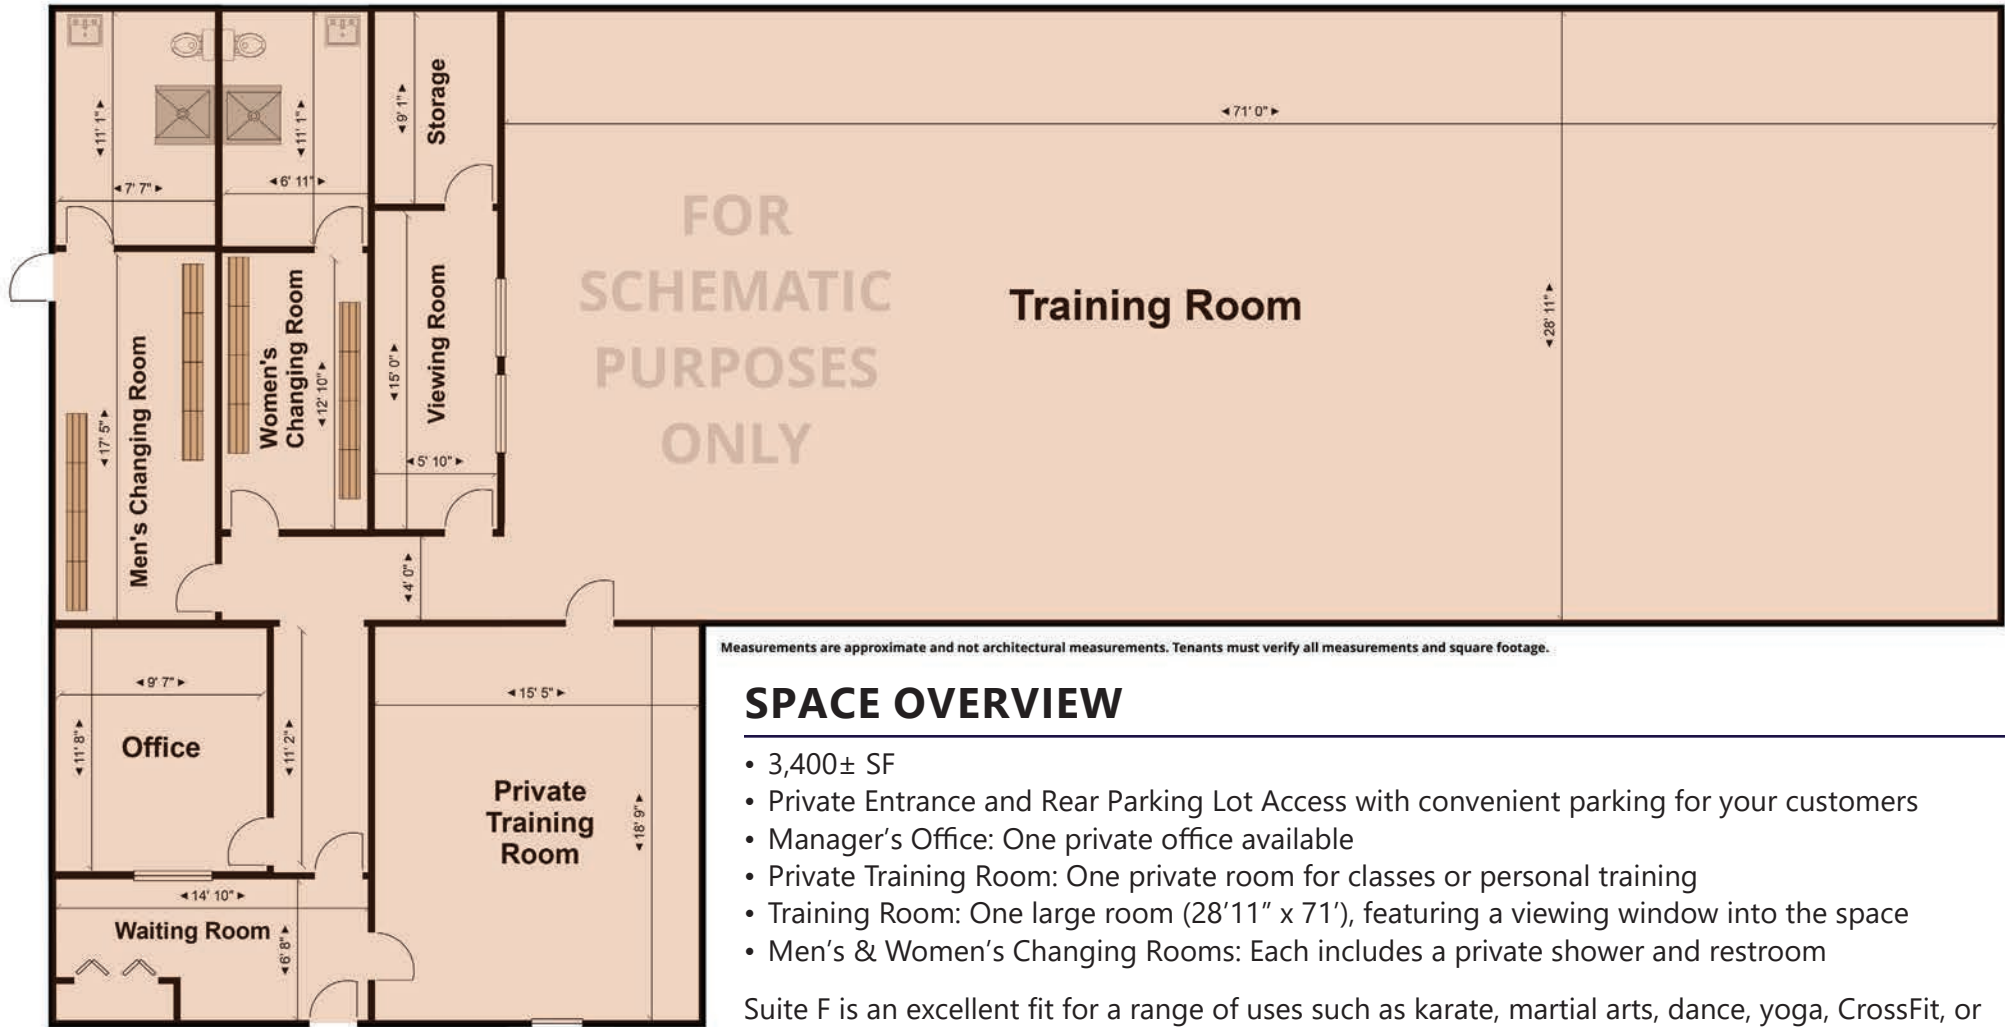 Storage
◄9' 1"►
◄11' 1"►
◄11' 1"►
◄7' 7"►
◄6' 11"►
◄71' 0"►
FOR
SCHEMATIC
PURPOSES
ONLY
Training Room
◄28' 11"►
Men's Changing Room
◄17' 5"►
Women's
Changing Room
◄12' 10"►
Viewing Room
◄15' 0"►
◄5' 10"►
◄4' 0"►
Measurements are approximate and not architectural measurements. Tenants must verify all measurements and square footage.
◄9' 7"►
◄11' 8"►
Office
◄11' 2"►
◄15' 5"►
Private
Training
Room
◄18' 9"►
◄14' 10"►
Waiting Room
◄6' 8"►
SPACE OVERVIEW
• 3,400± SF
• Private Entrance and Rear Parking Lot Access with convenient parking for your customers
• Manager’s Office: One private office available
• Private Training Room: One private room for classes or personal training
• Training Room: One large room (28’11” x 71’), featuring a viewing window into the space
• Men’s & Women’s Changing Rooms: Each includes a private shower and restroom
Suite F is an excellent fit for a range of uses such as karate, martial arts, dance, yoga, CrossFit, or